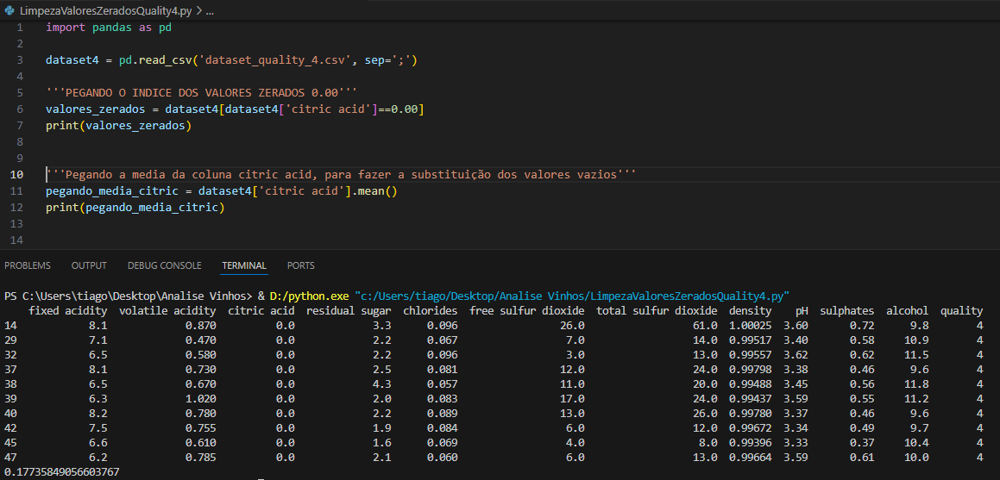 LimpezaValoresZeradosQuality4.py > ...
1 import pandas as pd
2
3 dataset4 = pd.read_csv('dataset_quality_4.csv', sep=';')
4
5 '''PEGANDO O INDICE DOS VALORES ZERADOS 0.00'''
6 valores_zerados = dataset4[dataset4['citric acid']==0.00]
7 print(valores_zerados)
8
9
10 '''Pegando a media da coluna citric acid, para fazer a substituição dos valores vazios'''
11 pegando_media_citric = dataset4['citric acid'].mean()
12 print(pegando_media_citric)
13
14
PROBLEMS OUTPUT DEBUG CONSOLE TERMINAL PORTS
PS C:\Users\tiago\Desktop\Analise Vinhos> & D:/python.exe "c:/Users/tiago/Desktop/Analise Vinhos/LimpezaValoresZeradosQuality4.py"
fixed acidity volatile acidity citric acid residual sugar chlorides free sulfur dioxide total sulfur dioxide density pH sulphates alcohol quality
14 8.1 0.870 0.0 3.3 0.096 26.0 61.0 1.00025 3.60 0.72 9.8 4
29 7.1 0.470 0.0 2.2 0.067 7.0 14.0 0.99517 3.40 0.58 10.9 4
32 6.5 0.580 0.0 2.2 0.096 3.0 13.0 0.99557 3.62 0.62 11.5 4
37 8.1 0.730 0.0 2.5 0.081 12.0 24.0 0.99798 3.38 0.46 9.6 4
38 6.5 0.670 0.0 4.3 0.057 11.0 20.0 0.99488 3.45 0.56 11.8 4
39 6.3 1.020 0.0 2.0 0.083 17.0 24.0 0.99437 3.59 0.55 11.2 4
40 8.2 0.780 0.0 2.2 0.089 13.0 26.0 0.99780 3.37 0.46 9.6 4
42 7.5 0.755 0.0 1.9 0.084 6.0 12.0 0.99672 3.34 0.49 9.7 4
45 6.6 0.610 0.0 1.6 0.069 4.0 8.0 0.99396 3.33 0.37 10.4 4
47 6.2 0.785 0.0 2.1 0.060 6.0 13.0 0.99664 3.59 0.61 10.0 4
0.17735849056603767